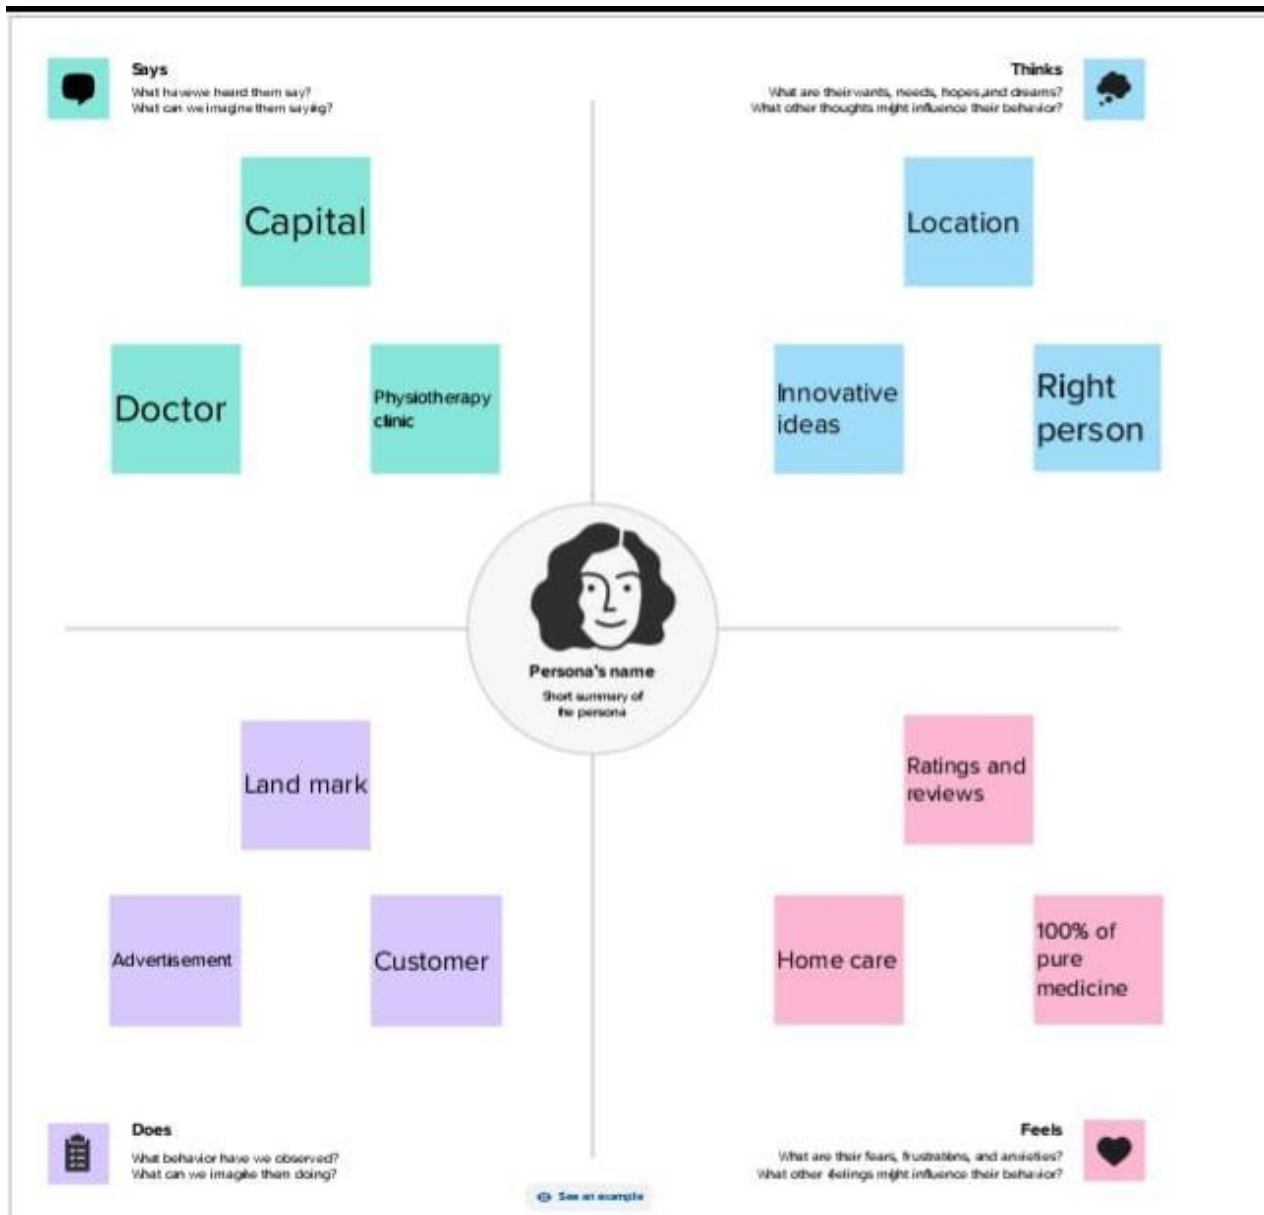 Says
What have we heard them say?
What can we imagine them saying?
Thinks
What are their wants, needs, hopes, and dreams?
What other thoughts might influence their behavior?
Capital
Doctor
Physiotherapy
clinic
Location
Innovative
ideas
Right
person
Persona's name
Short summary of
the persona
Land mark
Advertisement
Customer
Ratings and
reviews
Home care
100% of
pure
medicine
Does
What behavior have we observed?
What can we imagine them doing?
Feels
What are their fears, frustrations, and anxieties?
What other feelings might influence their behavior?
See an example